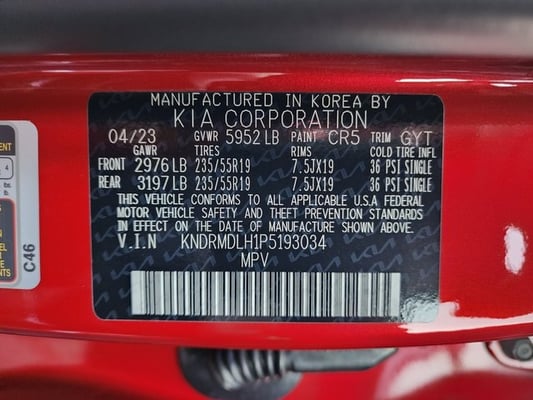 MANUFACTURED IN KOREA BY
KIA CORPORATION
04/23 GVWR 5952 LB PAINT CR5 TRIM GYT
GAWR TIRES RIMS COLD TIRE INFL
FRONT 2976 LB 235/55R19 7.5JX19 36 PSI SINGLE
REAR 3197 LB 235/55R19 7.5JX19 36 PSI SINGLE
THIS VEHICLE CONFORMS TO ALL APPLICABLE U.S.A FEDERAL
MOTOR VEHICLE SAFETY AND THEFT PREVENTION STANDARDS
IN EFFECT ON THE DATE OF MANUFACTURE SHOWN ABOVE.
V.I.N KNDRMDLH1P5193034
MPV
4
lbs.
lb.
C46